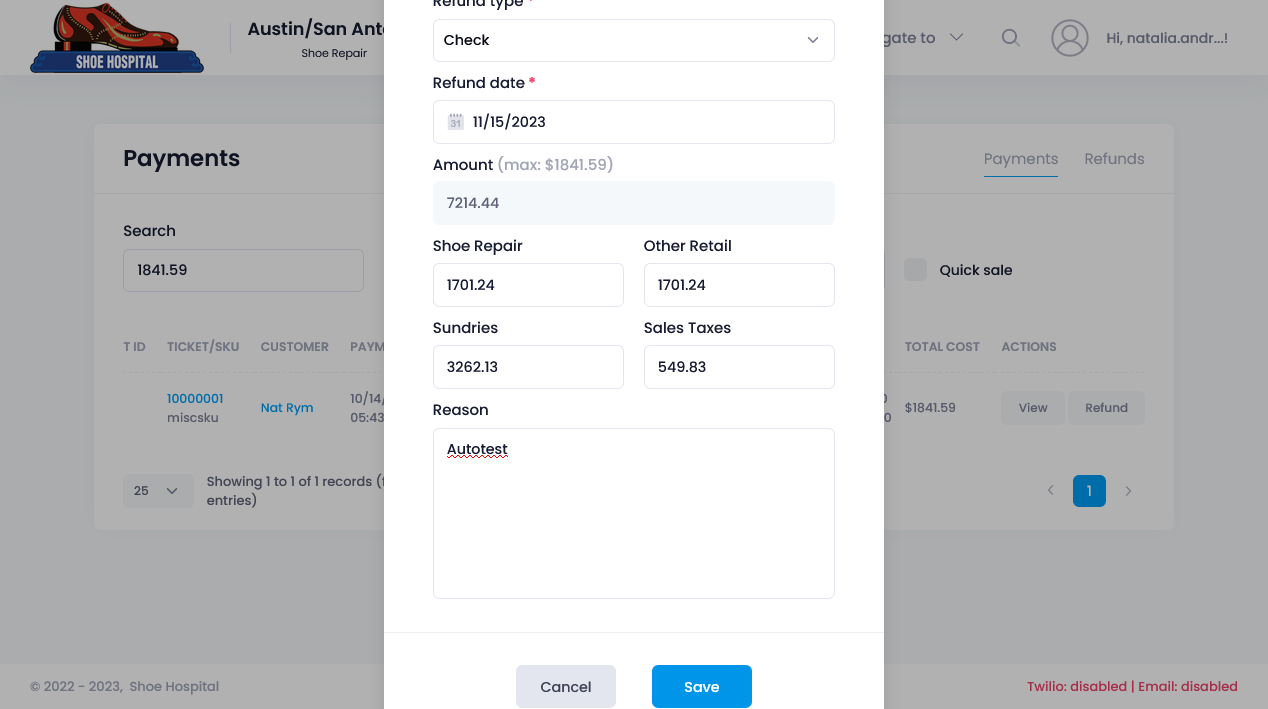 Refund type *
Austin/San Anto
Shoe Repair
SHOE HOSPITAL
Check
gate to
Hi, natalia.andr...!
Refund date *
31
11/15/2023
Amount (max: $1841.59)
7214.44
Payments
Payments
Refunds
Search
1841.59
Shoe Repair
Other Retail
1701.24
1701.24
Quick sale
Sundries
Sales Taxes
3262.13
549.83
T ID
TICKET/SKU
CUSTOMER
PAYM
TOTAL COST
ACTIONS
10000001
miscsku
Nat Rym
10/14/
05:43
0
0
$1841.59
View
Refund
Reason
Autotest
25
Showing 1 to 1 of 1 records (f
entries)
1
Cancel
Save
© 2022 - 2023, Shoe Hospital
Twilio: disabled | Email: disabled